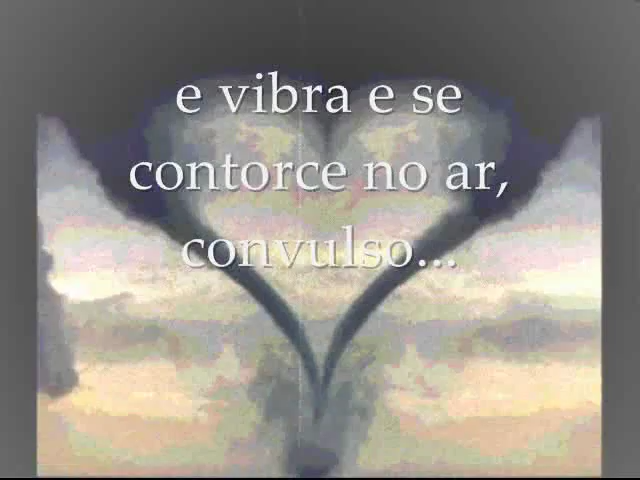 e vibra e se
contorce no ar,
convulso...